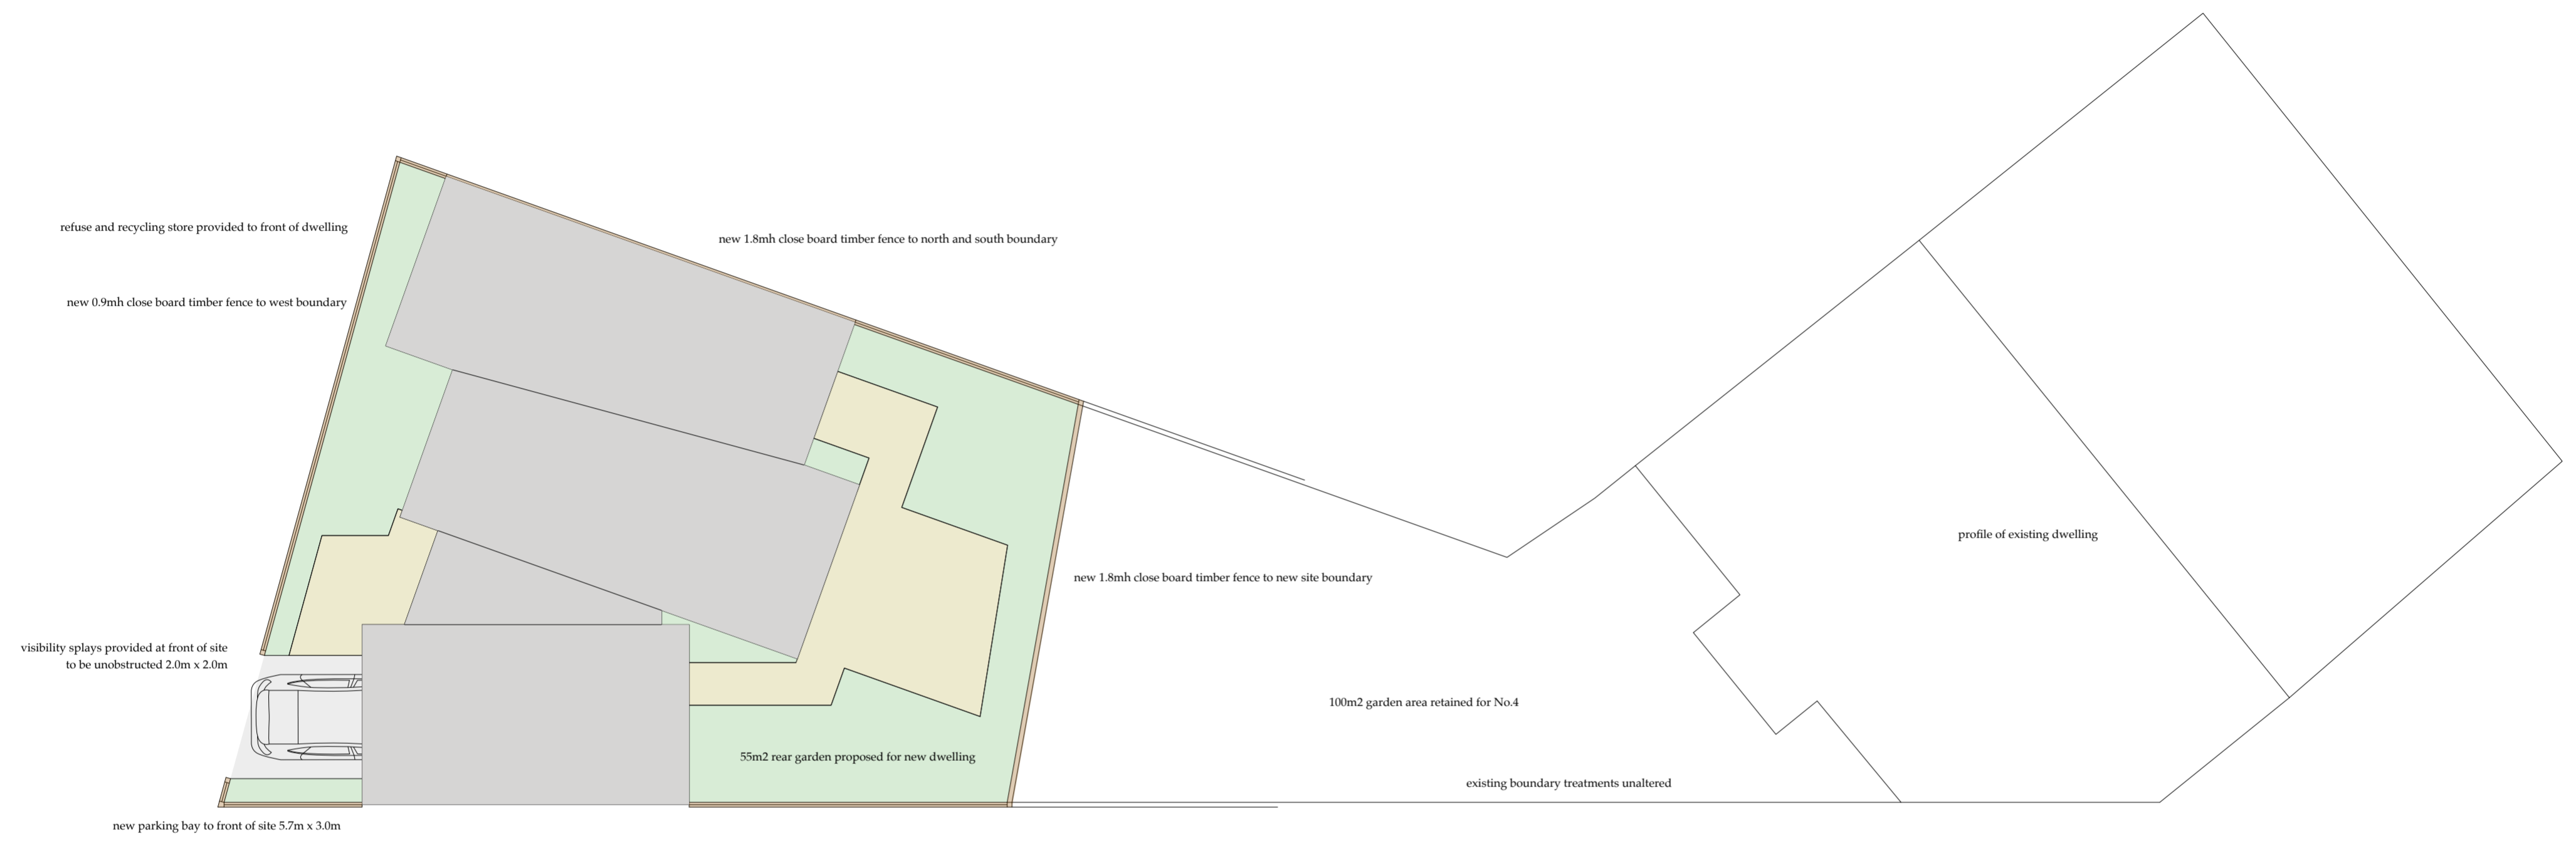 refuse and recycling store provided to front of dwelling
new 1.8mh close board timber fence to north and south boundary
new 0.9mh close board timber fence to west boundary
profile of existing dwelling
new 1.8mh close board timber fence to new site boundary
visibility splays provided at front of site
to be unobstructed 2.0m x 2.0m
100m2 garden area retained for No.4
55m2 rear garden proposed for new dwelling
existing boundary treatments unaltered
new parking bay to front of site 5.7m x 3.0m